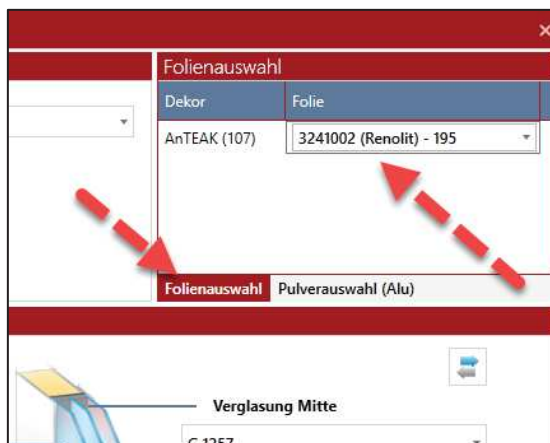 Folienauswahl
Dekor Folie
AnTEAK (107) 3241002 (Renolit) - 195
Folienauswahl Pulverauswahl (Alu)
Verglasung Mitte